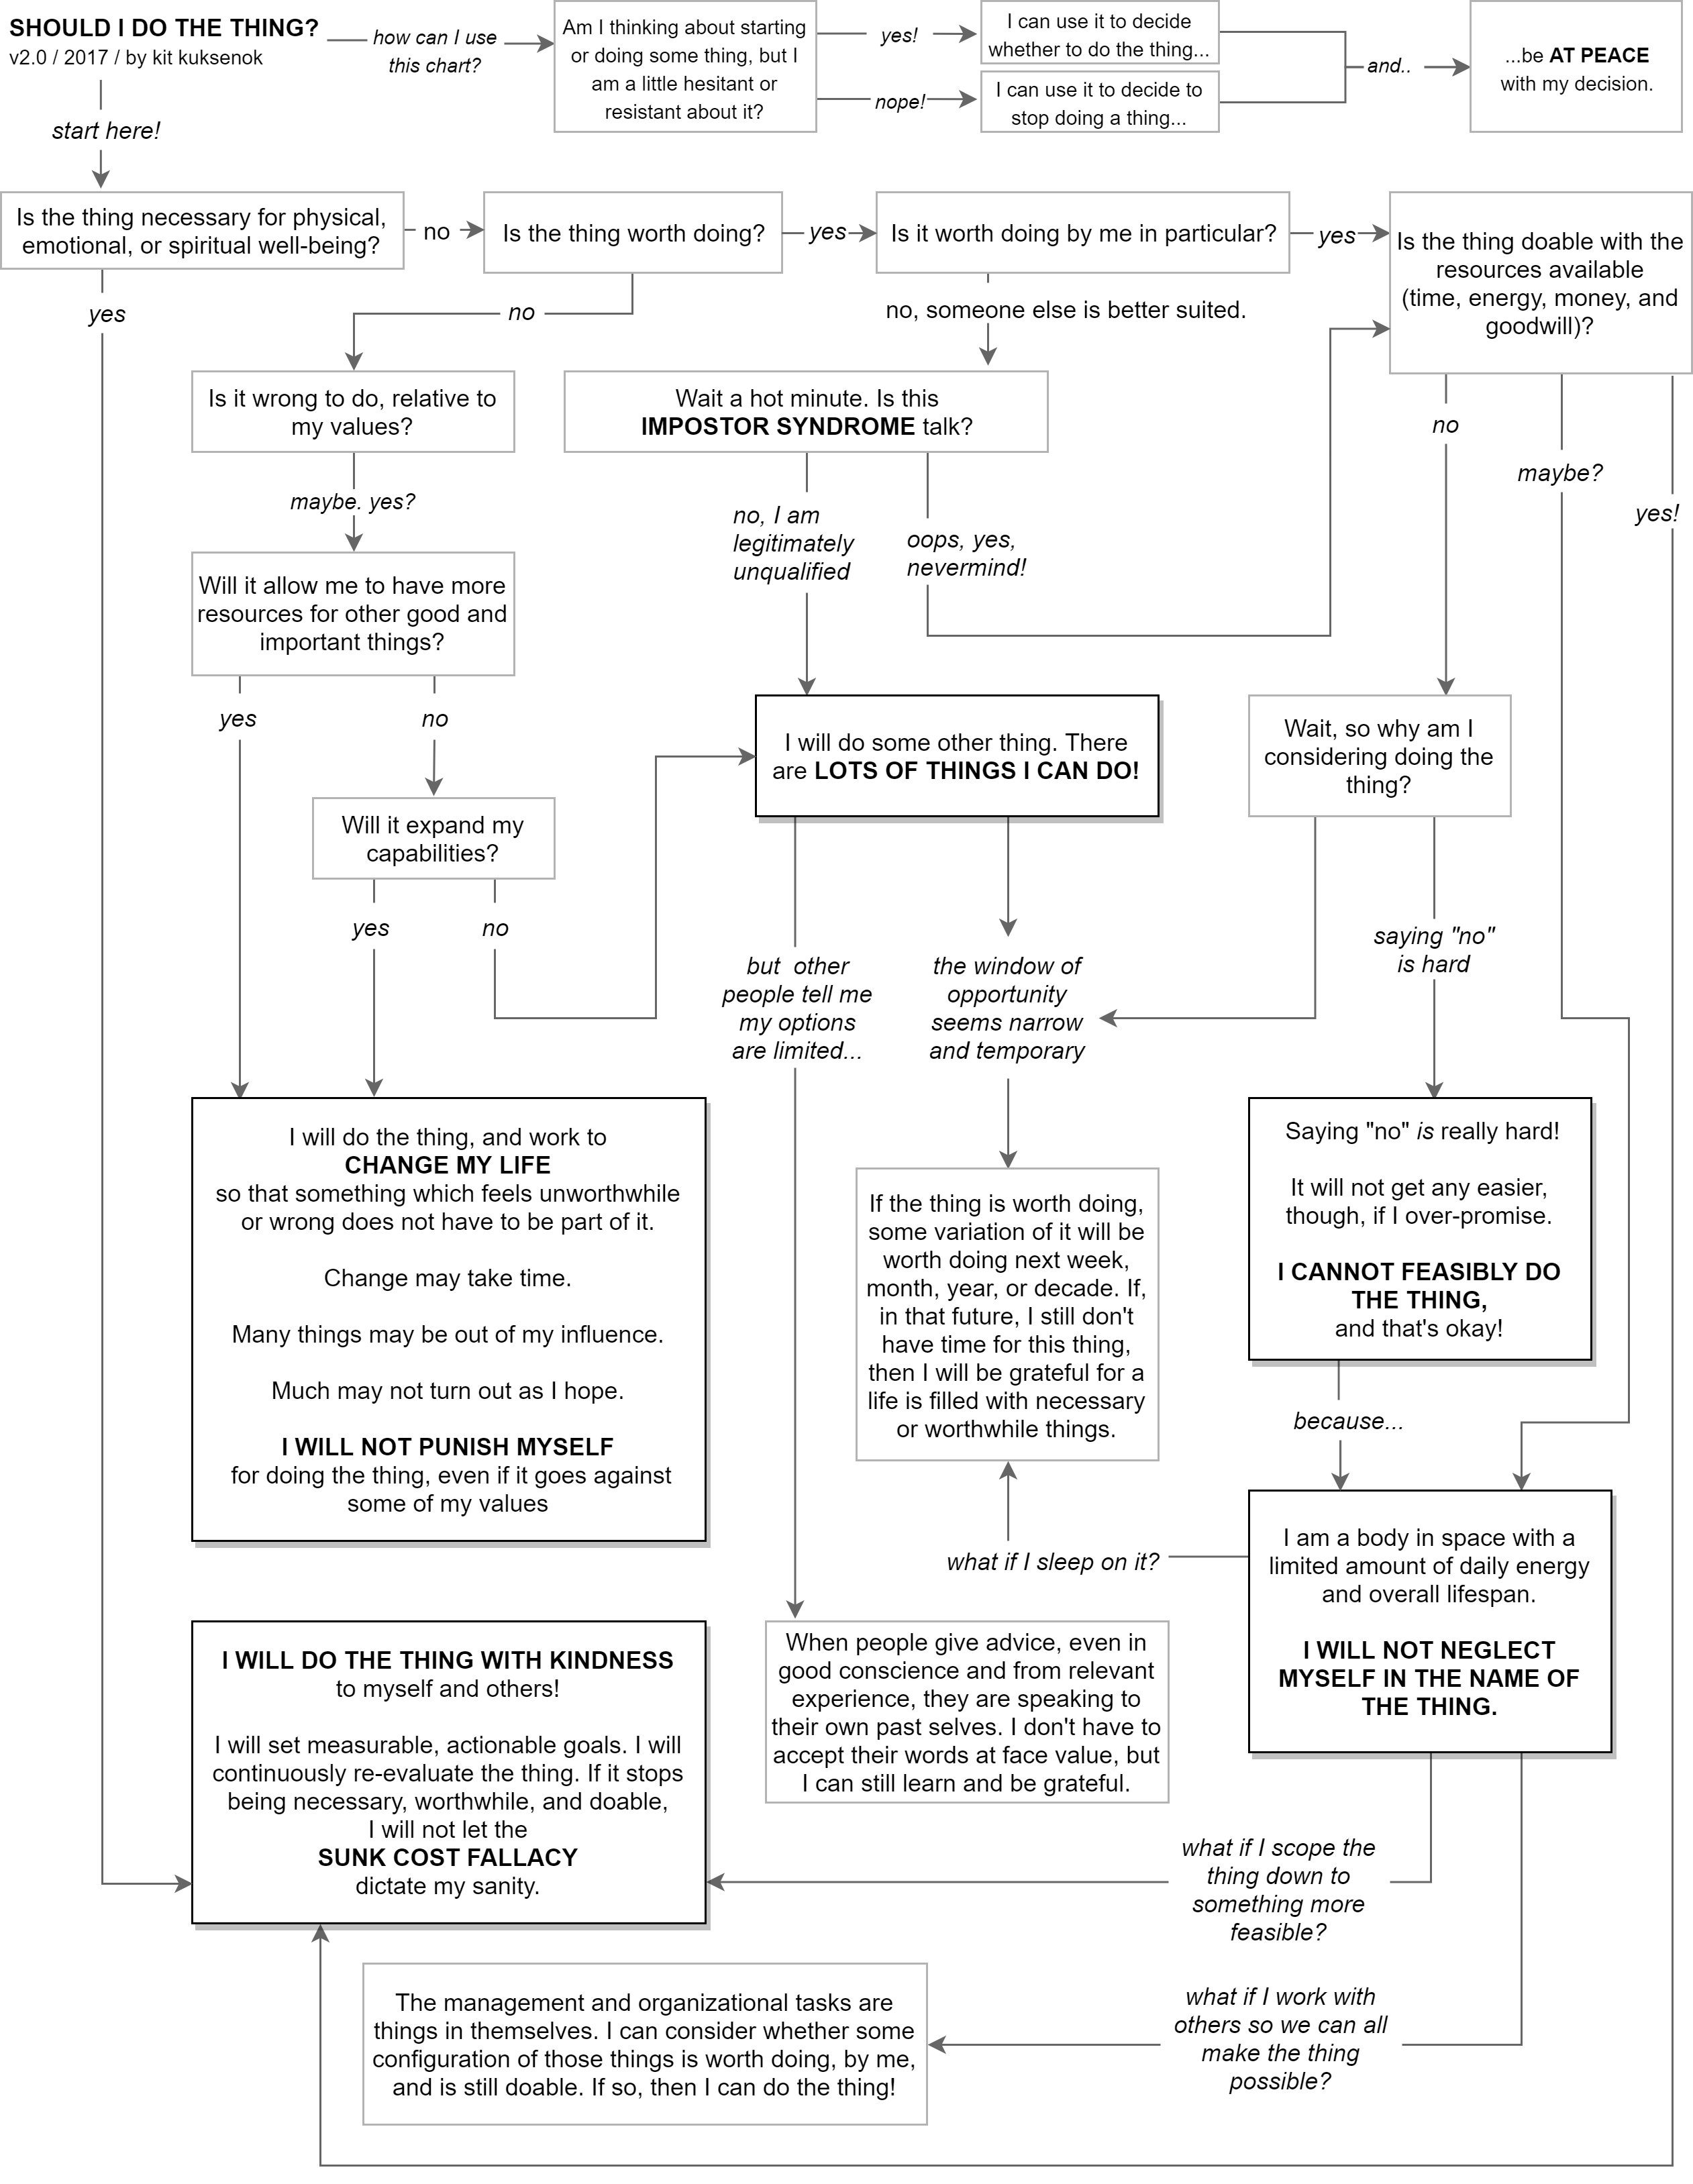 SHOULD I DO THE THING?
v2.0 / 2017 / by kit kuksenok
how can I use
this chart?
Am I thinking about starting
or doing some thing, but I
am a little hesitant or
resistant about it?
yes!
nope!
I can use it to decide
whether to do the thing...
I can use it to decide to
stop doing a thing...
and..
...be AT PEACE
with my decision.
start here!
Is the thing necessary for physical,
emotional, or spiritual well-being?
no
Is the thing worth doing?
yes
Is it worth doing by me in particular?
yes
Is the thing doable with the
resources available
(time, energy, money, and
goodwill)?
yes
no
no, someone else is better suited.
Is it wrong to do, relative to
my values?
Wait a hot minute. Is this
IMPOSTOR SYNDROME talk?
no
maybe?
yes!
maybe. yes?
no, I am
legitimately
unqualified
oops, yes,
nevermind!
Will it allow me to have more
resources for other good and
important things?
yes
no
I will do some other thing. There
are LOTS OF THINGS I CAN DO!
Wait, so why am I
considering doing the
thing?
Will it expand my
capabilities?
yes
no
but other
people tell me
my options
are limited...
the window of
opportunity
seems narrow
and temporary
saying "no"
is hard
I will do the thing, and work to
CHANGE MY LIFE
so that something which feels unworthwhile
or wrong does not have to be part of it.
Change may take time.
Many things may be out of my influence.
Much may not turn out as I hope.
I WILL NOT PUNISH MYSELF
for doing the thing, even if it goes against
some of my values
If the thing is worth doing,
some variation of it will be
worth doing next week,
month, year, or decade. If,
in that future, I still don't
have time for this thing,
then I will be grateful for a
life is filled with necessary
or worthwhile things.
Saying "no" is really hard!
It will not get any easier,
though, if I over-promise.
I CANNOT FEASIBLY DO
THE THING,
and that's okay!
because...
what if I sleep on it?
I am a body in space with a
limited amount of daily energy
and overall lifespan.
I WILL NOT NEGLECT
MYSELF IN THE NAME OF
THE THING.
I WILL DO THE THING WITH KINDNESS
to myself and others!
I will set measurable, actionable goals. I will
continuously re-evaluate the thing. If it stops
being necessary, worthwhile, and doable,
I will not let the
SUNK COST FALLACY
dictate my sanity.
When people give advice, even in
good conscience and from relevant
experience, they are speaking to
their own past selves. I don't have to
accept their words at face value, but
I can still learn and be grateful.
what if I scope the
thing down to
something more
feasible?
The management and organizational tasks are
things in themselves. I can consider whether some
configuration of those things is worth doing, by me,
and is still doable. If so, then I can do the thing!
what if I work with
others so we can all
make the thing
possible?